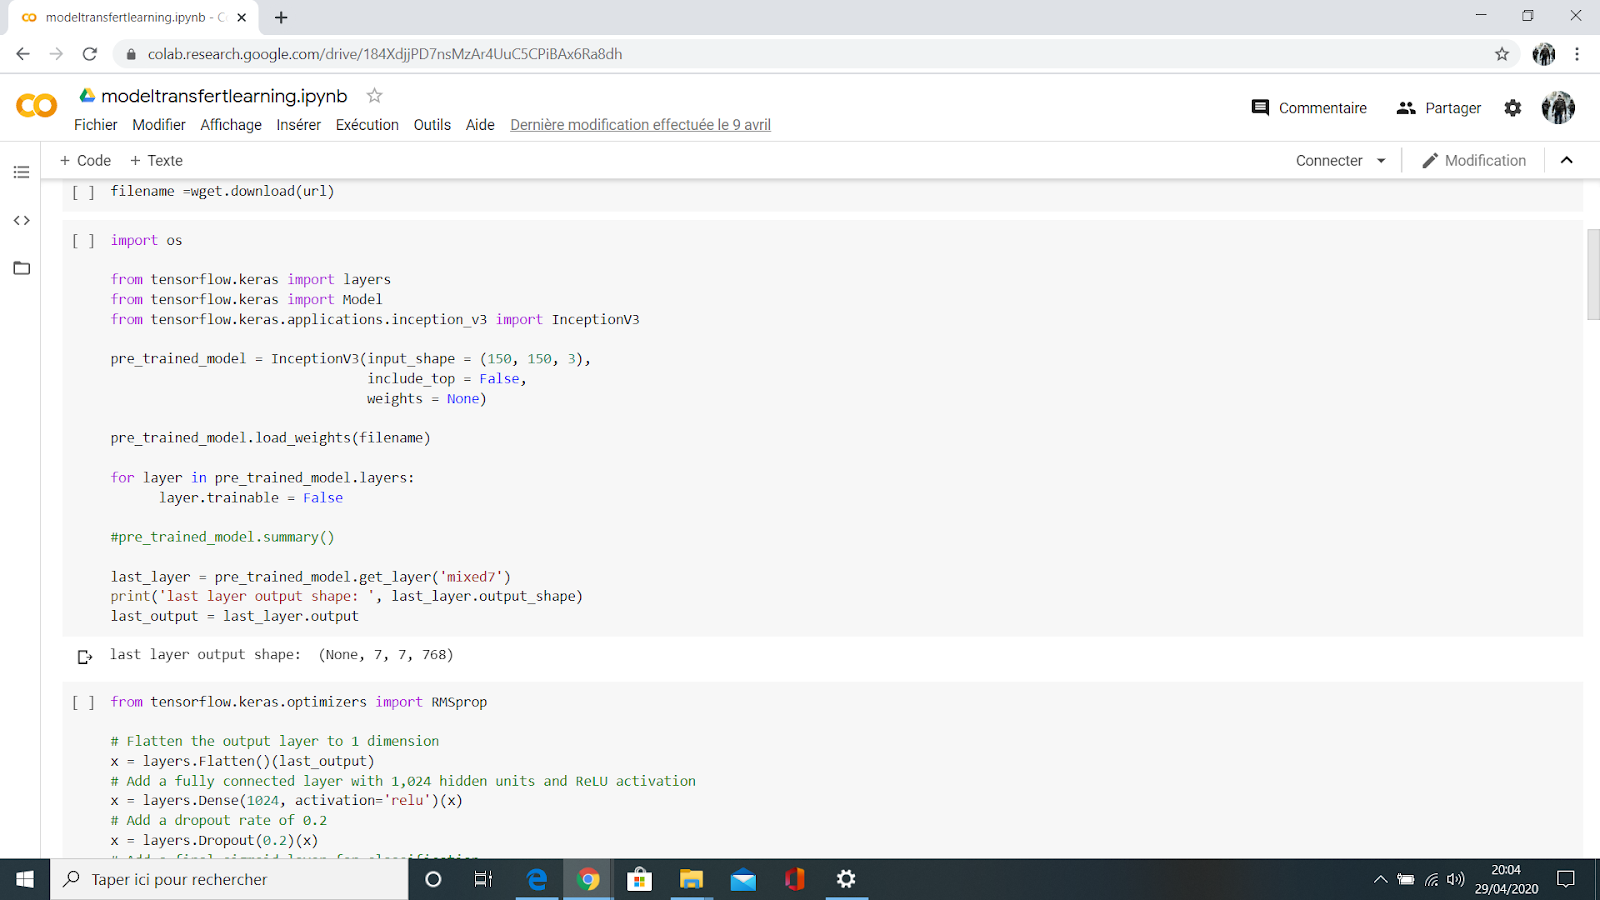 modeltransfertlearning.ipynb - C
colab.research.google.com/drive/184XdjjPD7nsMzAr4UuC5CPiBAx6Ra8dh
modeltransfertlearning.ipynb
Commentaire Partager
Fichier Modifier Affichage Insérer Exécution Outils Aide Dernière modification effectuée le 9 avril
+ Code + Texte Connecter Modification
[ ] filename =wget.download(url)
[ ] import os
from tensorflow.keras import layers
from tensorflow.keras import Model
from tensorflow.keras.applications.inception_v3 import InceptionV3
pre_trained_model = InceptionV3(input_shape = (150, 150, 3),
include_top = False,
weights = None)
pre_trained_model.load_weights(filename)
for layer in pre_trained_model.layers:
layer.trainable = False
#pre_trained_model.summary()
last_layer = pre_trained_model.get_layer('mixed7')
print('last layer output shape: ', last_layer.output_shape)
last_output = last_layer.output
last layer output shape:  (None, 7, 7, 768)
[ ] from tensorflow.keras.optimizers import RMSprop
# Flatten the output layer to 1 dimension
x = layers.Flatten()(last_output)
# Add a fully connected layer with 1,024 hidden units and ReLU activation
x = layers.Dense(1024, activation='relu')(x)
# Add a dropout rate of 0.2
x = layers.Dropout(0.2)(x)
# Add a final sigmoid layer for classification
Taper ici pour rechercher
20:04
29/04/2020